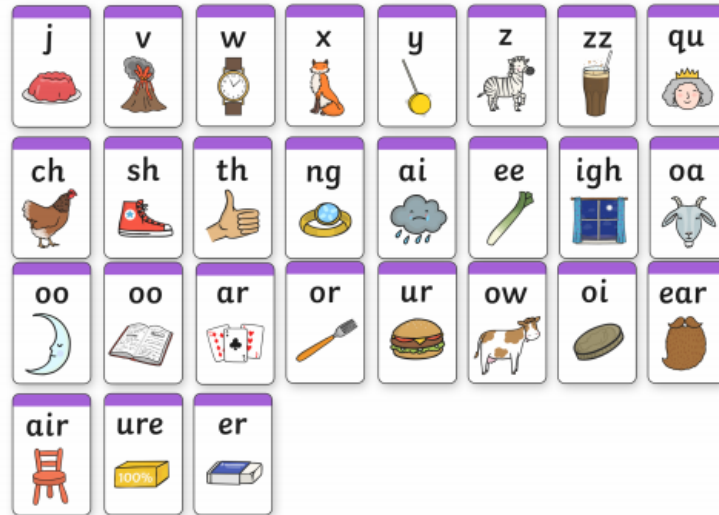 j v w x y z zz qu
ch sh th ng ai ee igh oa
oo oo ar or ur ow oi ear
air ure er
100%